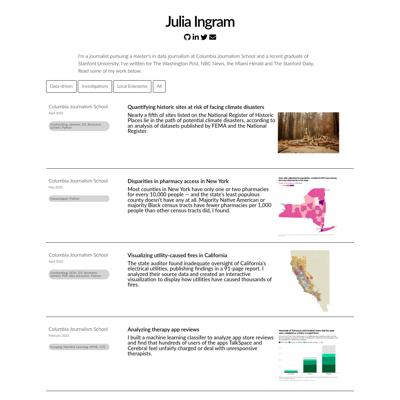 Julia Ingram
I'm a journalist pursuing a master's in data journalism at Columbia Journalism School and a recent graduate of
Stanford University. I've written for The Washington Post, NBC News, the Miami Herald and The Stanford Daily.
Read some of my work below.
Data-driven Investigations Local Enterprise All
Columbia Journalism School
April 2022
Quantifying historic sites at risk of facing climate disasters
Nearly a fifth of sites listed on the National Register of Historic
Places lie in the path of potential climate disasters, according to
an analysis of datasets published by FEMA and the National
Register.
Columbia Journalism School
Disparities in pharmacy access in New York
Most counties in New York have only one or two pharmacies
for every 10,000 people — and the state's least populous
county doesn't have any at all. Majority Native American or
majority Black census tracts have fewer pharmacies per 1,000
people than other census tracts did, I found.
Columbia Journalism School
April 2022
Visualizing utility-caused fires in California
The state auditor found inadequate oversight of California's
electrical utilities, publishing findings in a 91-page report. I
analyzed their source data and created an interactive
visualization to display how utilities have caused thousands of
fires.
Columbia Journalism School
February 2022
Analyzing therapy app reviews
I built a machine learning classifer to analyze app store reviews
and find that hundreds of users of the apps TalkSpace and
Cerebral feel unfairly charged or deal with unresponsive
therapists.